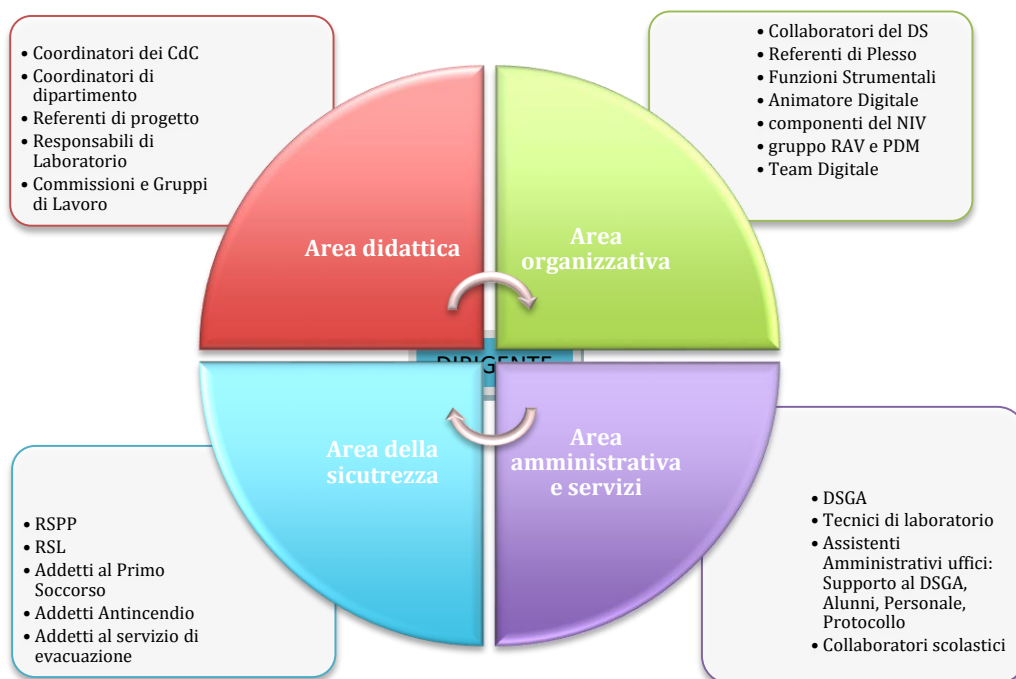 • Coordinatori dei CdC
• Coordinatori di
dipartimento
• Referenti di progetto
• Responsabili di
Laboratorio
• Commissioni e Gruppi
di Lavoro
• Collaboratori del DS
• Referenti di Plesso
• Funzioni Strumentali
• Animatore Digitale
• componenti del NIV
• gruppo RAV e PDM
• Team Digitale
Area didattica
Area
organizzativa
DIRIGENTE
Area della
sicutrezza
Area
amministrativa
e servizi
• RSPP
• RSL
• Addetti al Primo
Soccorso
• Addetti Antincendio
• Addetti al servizio di
evacuazione
• DSGA
• Tecnici di laboratorio
• Assistenti
Amministrativi uffici:
Supporto al DSGA,
Alunni, Personale,
Protocollo
• Collaboratori scolastici